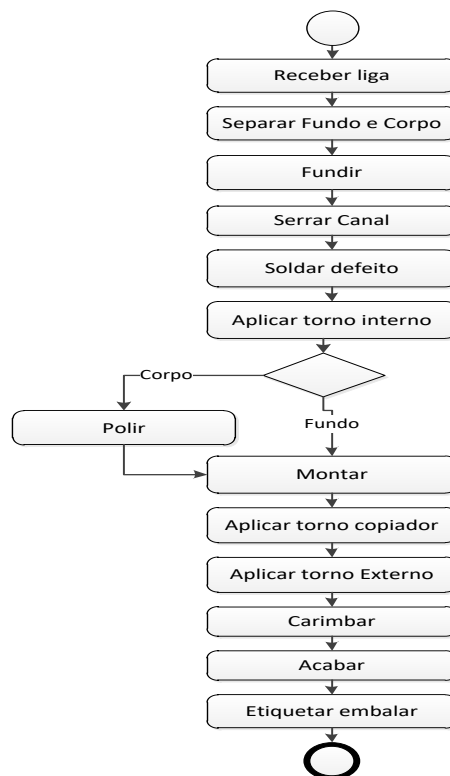 Receber liga
Separar Fundo e Corpo
Fundir
Serrar Canal
Soldar defeito
Aplicar torno interno
Corpo
Polir
Fundo
Montar
Aplicar torno copiador
Aplicar torno Externo
Carimbar
Acabar
Etiquetar embalar